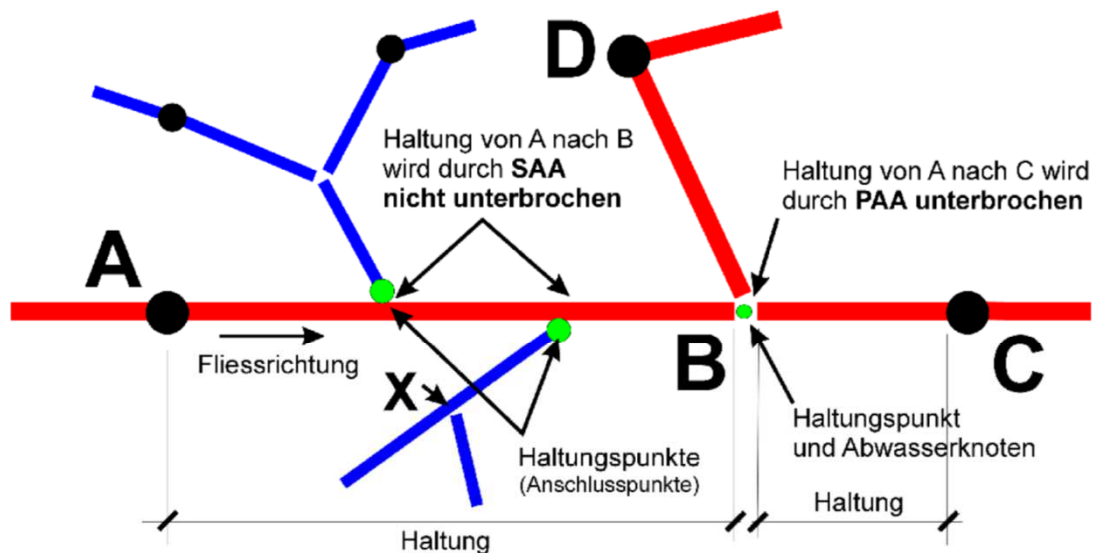 D
Haltung von A nach B
wird durch SAA
nicht unterbrochen
Haltung von A nach C wird
durch PAA unterbrochen
A
Fliessrichtung
B
C
X
Haltungspunkte
(Anschlusspunkte)
Haltungspunkt
und Abwasserknoten
Haltung
Haltung